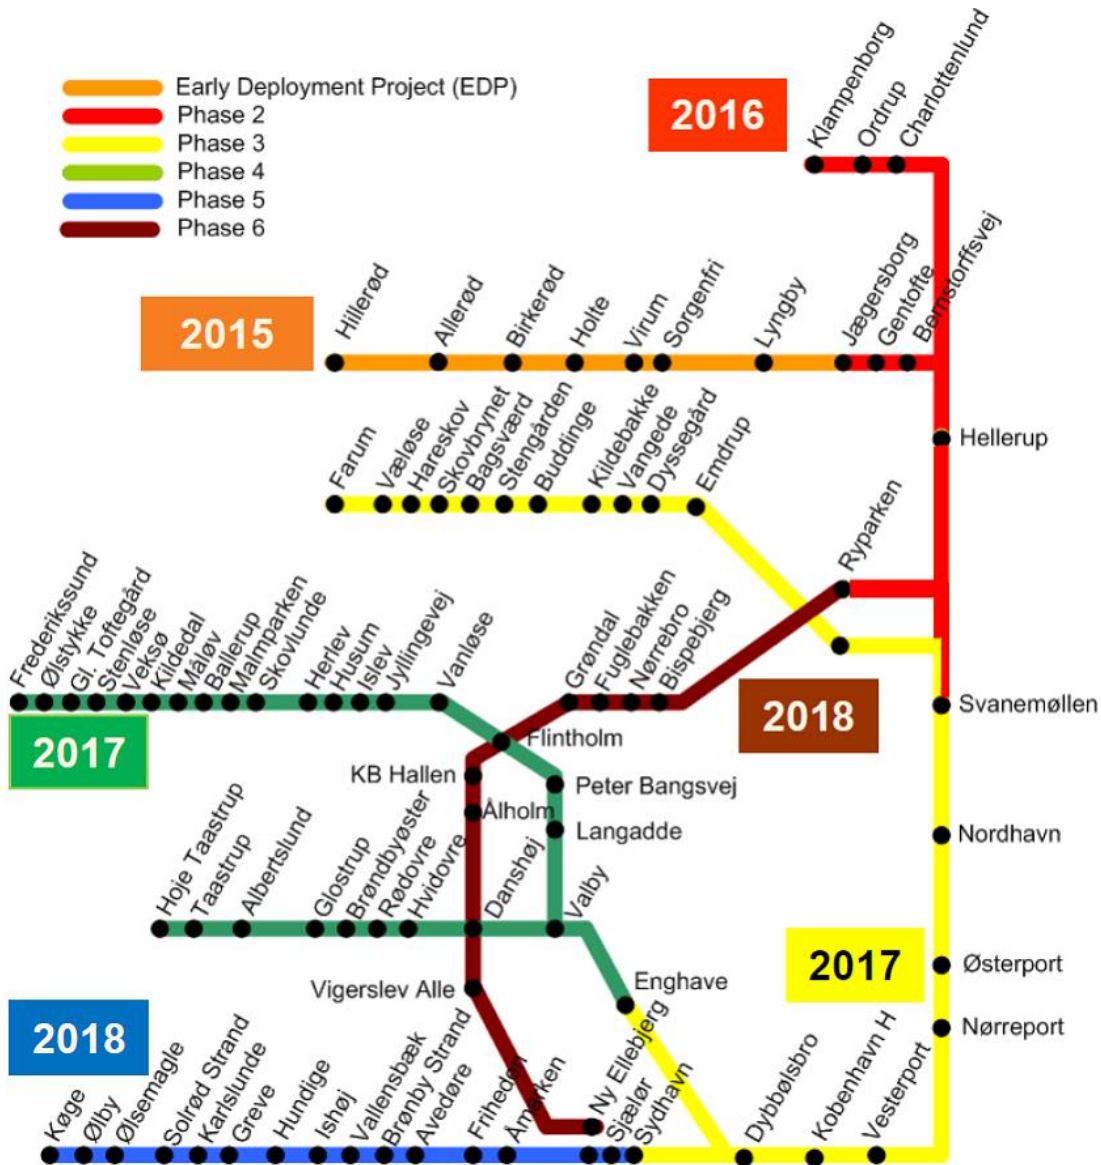 Early Deployment Project (EDP)
Phase 2
Phase 3
Phase 4
Phase 5
Phase 6
2016
Klampenborg
Ordrup
Charlottenlund
2015
Hillerød
Allerød
Birkerød
Holte
Virum
Sorgenfri
Lyngby
Jægersborg
Gentofte
Bernstorffsvej
Hellerup
Farum
Væløse
Hareskov
Skovbrynet
Bagsværd
Stengården
Buddinge
Kildebakke
Vangede
Dyssegård
Emdrup
Ryparken
Frederikssund
Ølstykke
Gl. Toftegård
Stenløse
Veksø
Kildedal
Måløv
Ballerup
Malmparken
Skovlunde
Herlev
Husum
Islev
Jyllingevej
Vanløse
Grøndal
Fuglebakken
Nørrebro
Bispebjerg
2018
Svanemøllen
2017
Flintholm
KB Hallen
Peter Bangsvej
Ålholm
Langadde
Nordhavn
Hoje Taastrup
Taastrup
Albertslund
Glostrup
Brøndbyøster
Rødovre
Hvidovre
Danshøj
Valby
2017
Østerport
Enghave
Vigerslev Alle
Nørreport
2018
Køge
Ølby
Ølsemagle
Solrød Strand
Karlslunde
Greve
Hundige
Ishøj
Vallensbæk
Brønby Strand
Avedøre
Friheden
Åmarken
Ny Ellebjerg
Sjælør
Sydhavn
Dybbølsbro
Kobenhavn H
Vesterport